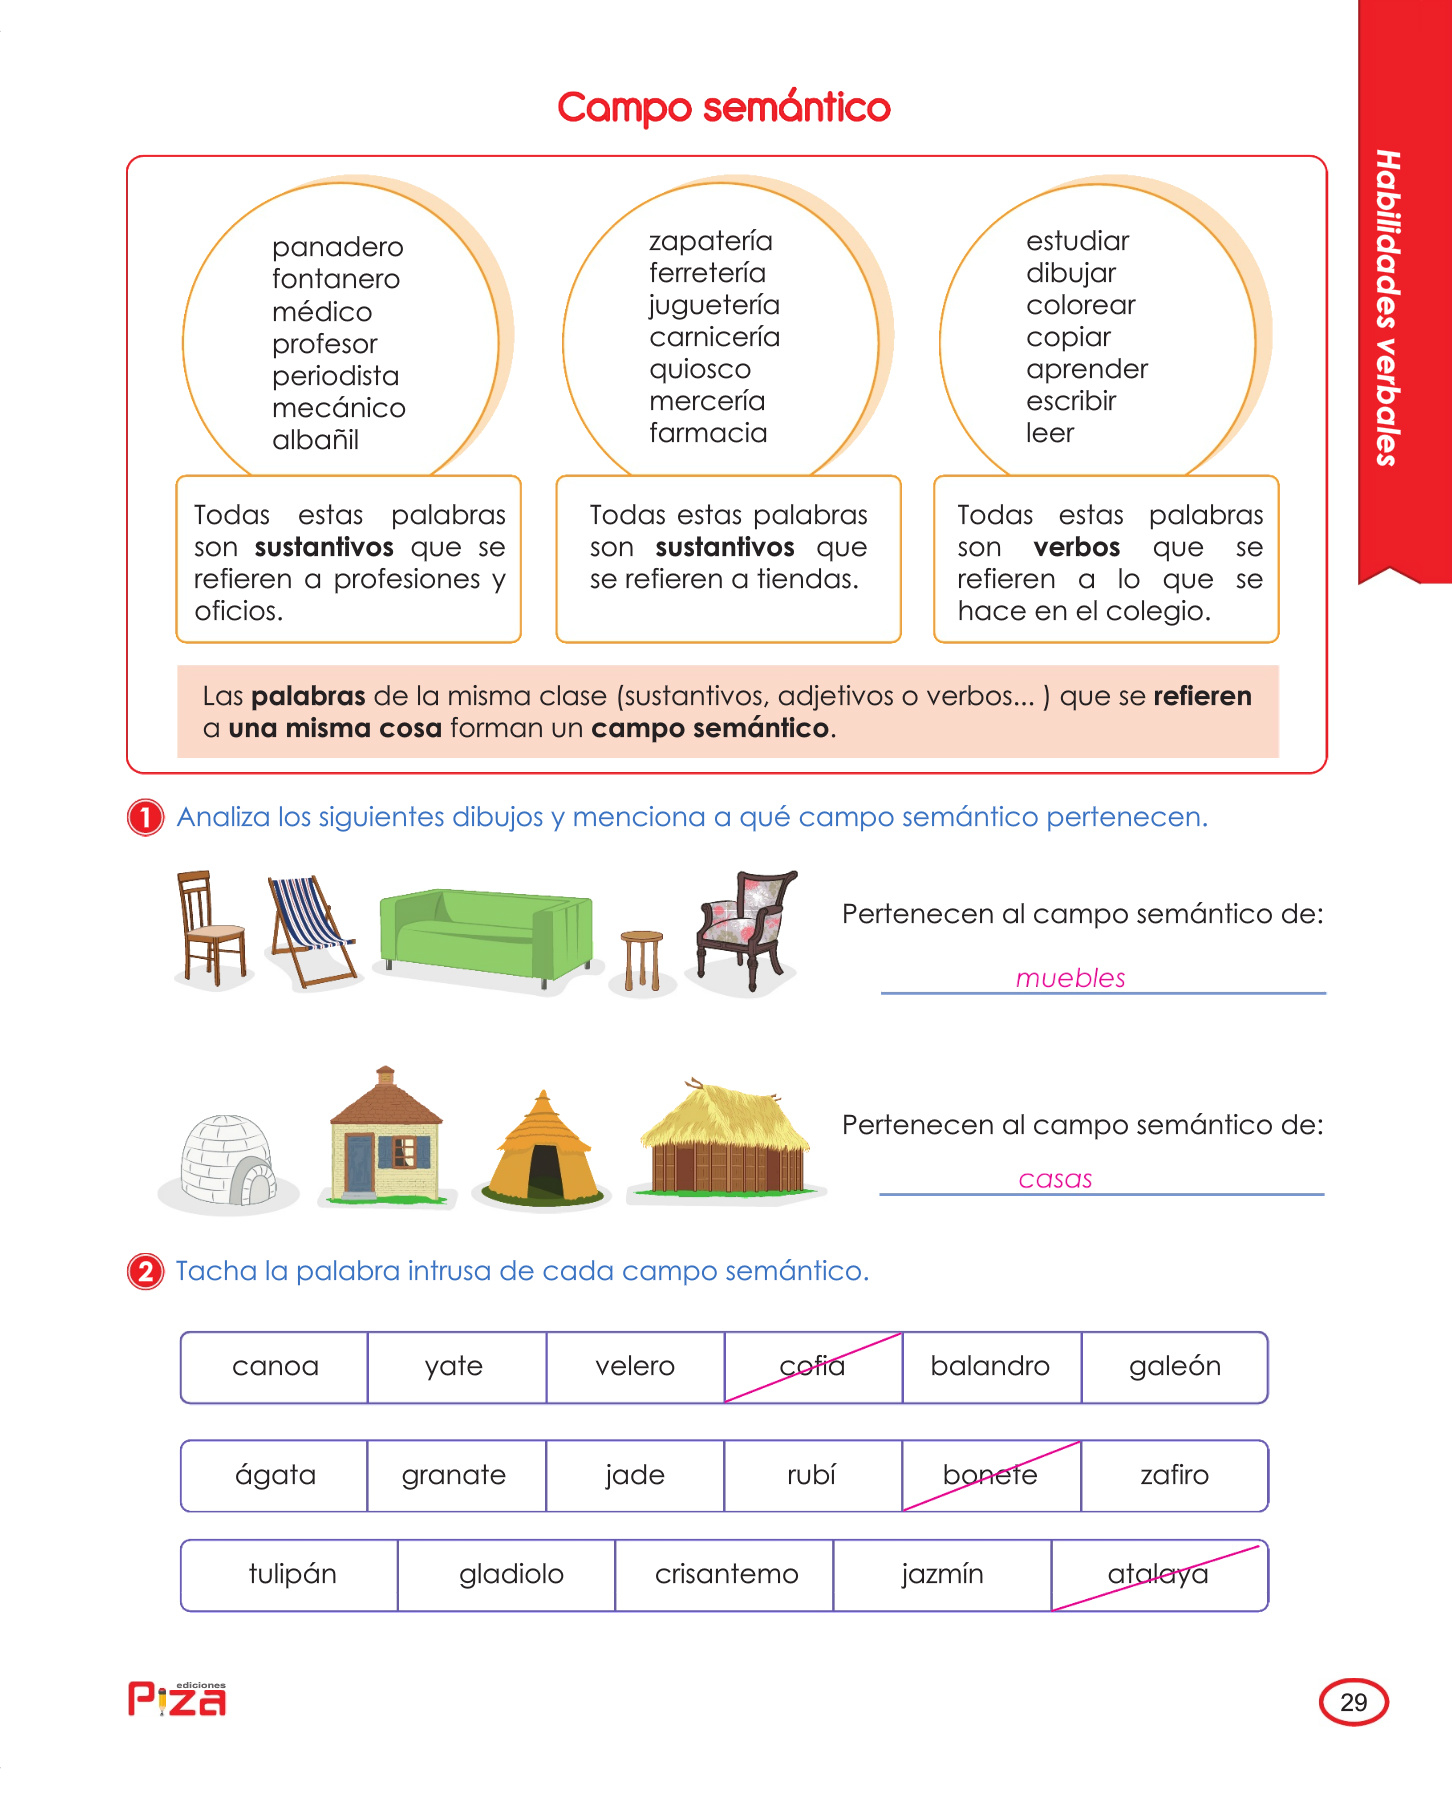 Campo semántico
Habilidades verbales
panadero
fontanero
médico
profesor
periodista
mecánico
albañil
Todas estas palabras
son sustantivos que se
refieren a profesiones y
oficios.
zapatería
ferretería
juguetería
carnicería
quiosco
mercería
farmacia
Todas estas palabras
son sustantivos que
se refieren a tiendas.
estudiar
dibujar
colorear
copiar
aprender
escribir
leer
Todas estas palabras
son verbos que se
refieren a lo que se
hace en el colegio.
Las palabras de la misma clase (sustantivos, adjetivos o verbos... ) que se refieren
a una misma cosa forman un campo semántico.
1 Analiza los siguientes dibujos y menciona a qué campo semántico pertenecen.
Pertenecen al campo semántico de:
muebles
Pertenecen al campo semántico de:
casas
2 Tacha la palabra intrusa de cada campo semántico.
canoa yate velero cofia balandro galeón
ágata granate jade rubí bonete zafiro
tulipán gladiolo crisantemo jazmín atalaya
ediciones
Piza
29